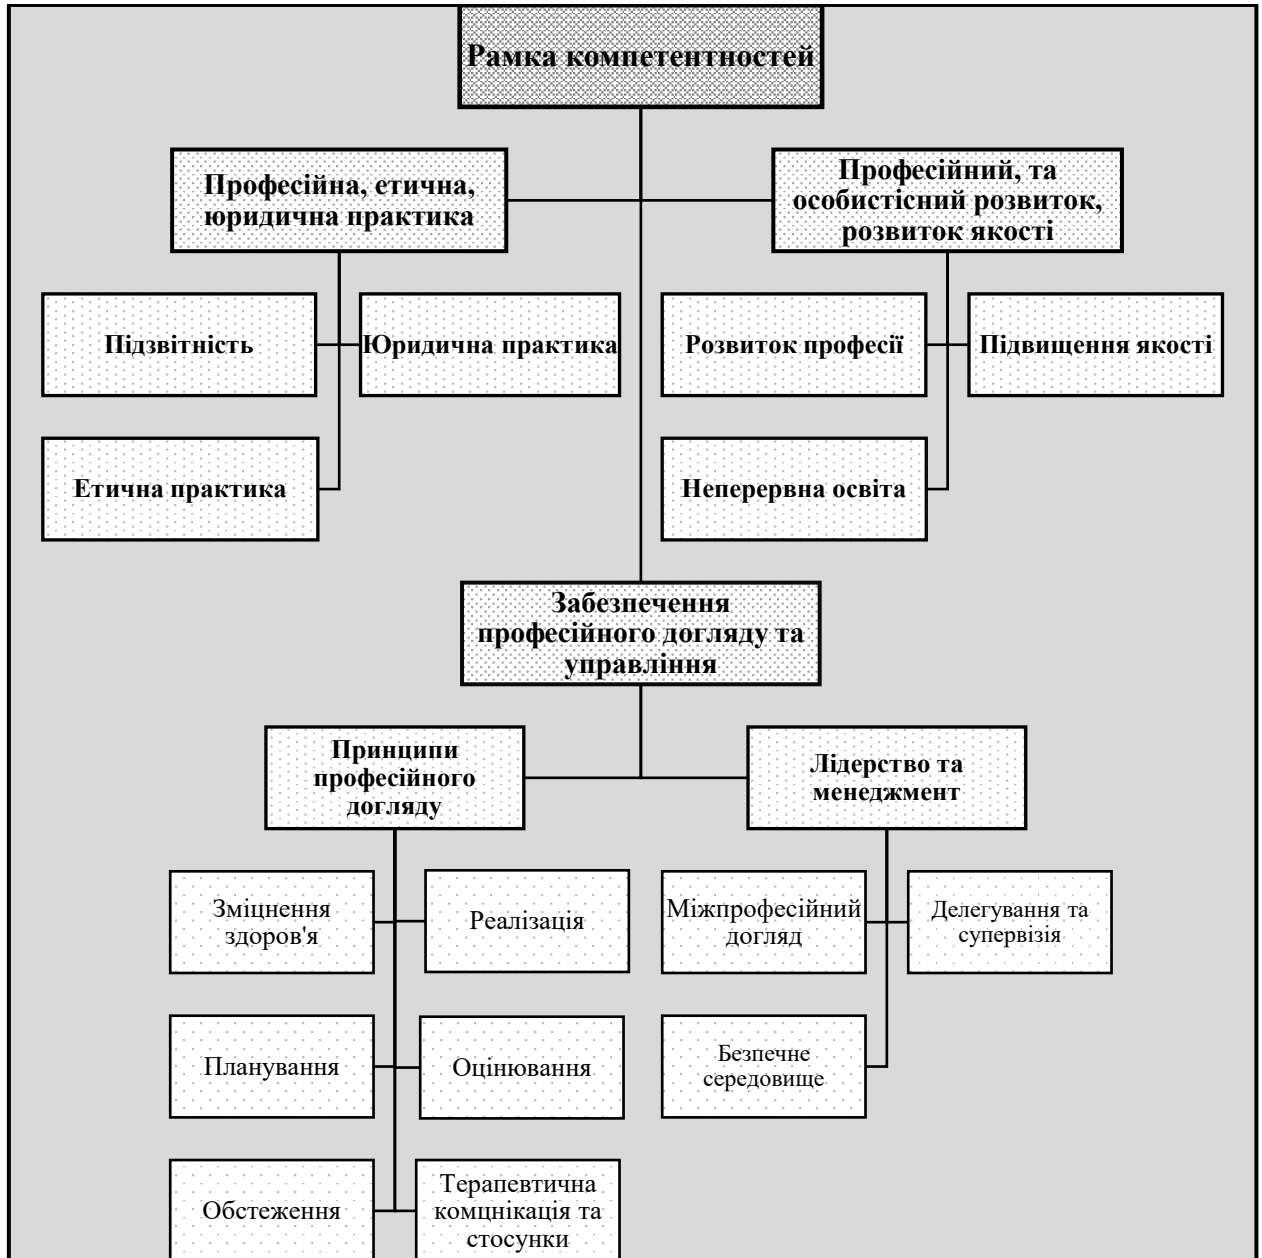 Рамка компетентностей
Професійна, етична,
юридична практика
Професійний, та
особистісний розвиток,
розвиток якості
Підзвітність
Юридична практика
Розвиток професії
Підвищення якості
Етична практика
Неперервна освіта
Забезпечення
професійного догляду та
управління
Принципи
професійного
догляду
Лідерство та
менеджмент
Зміцнення
здоров'я
Реалізація
Міжпрофесійний
догляд
Делегування та
супервізія
Планування
Оцінювання
Безпечне
середовище
Обстеження
Терапевтична
комцнікація та
стосунки